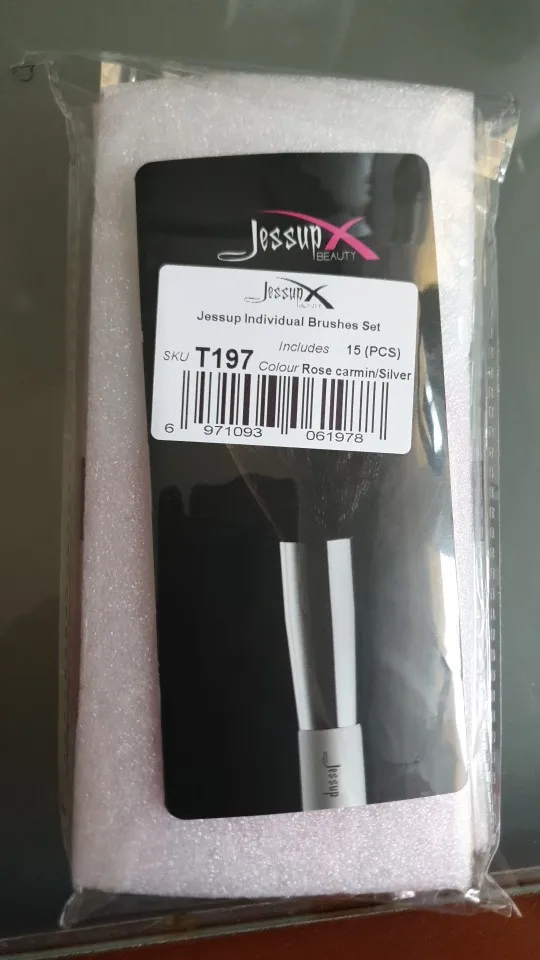 Jessup
BEAUTY
Jessup
BEAUTY
Jessup Individual Brushes Set
Includes 15 (PCS)
SKU T197 Colour Rose carmin/Silver
6 971093 061978
Jessup